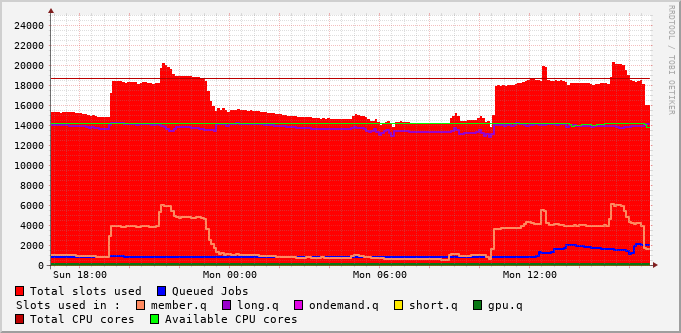 24000
22000
20000
18000
16000
14000
12000
10000
8000
6000
4000
2000
0
Sun 18:00 Mon 00:00 Mon 06:00 Mon 12:00
Total slots used Queued Jobs
Slots used in : member.q long.q ondemand.q short.q gpu.q
Total CPU cores Available CPU cores
RRDTOOL / TOBI OETIKER